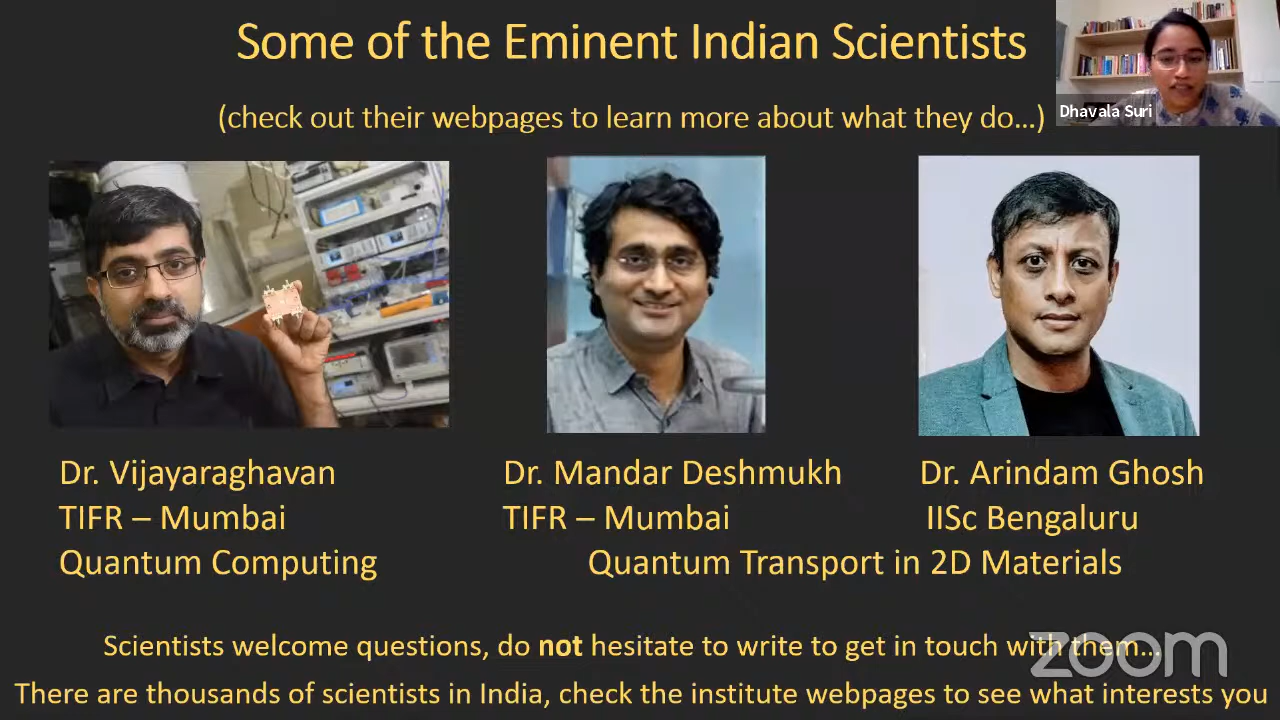 Some of the Eminent Indian Scientists
(check out their webpages to learn more about what they do...)
Dhavala Suri
Dr. Vijayaraghavan
TIFR – Mumbai
Quantum Computing
Dr. Mandar Deshmukh
TIFR – Mumbai
Dr. Arindam Ghosh
IISc Bengaluru
Quantum Transport in 2D Materials
Scientists welcome questions, do not hesitate to write to get in touch with them...
zoom
There are thousands of scientists in India, check the institute webpages to see what interests you